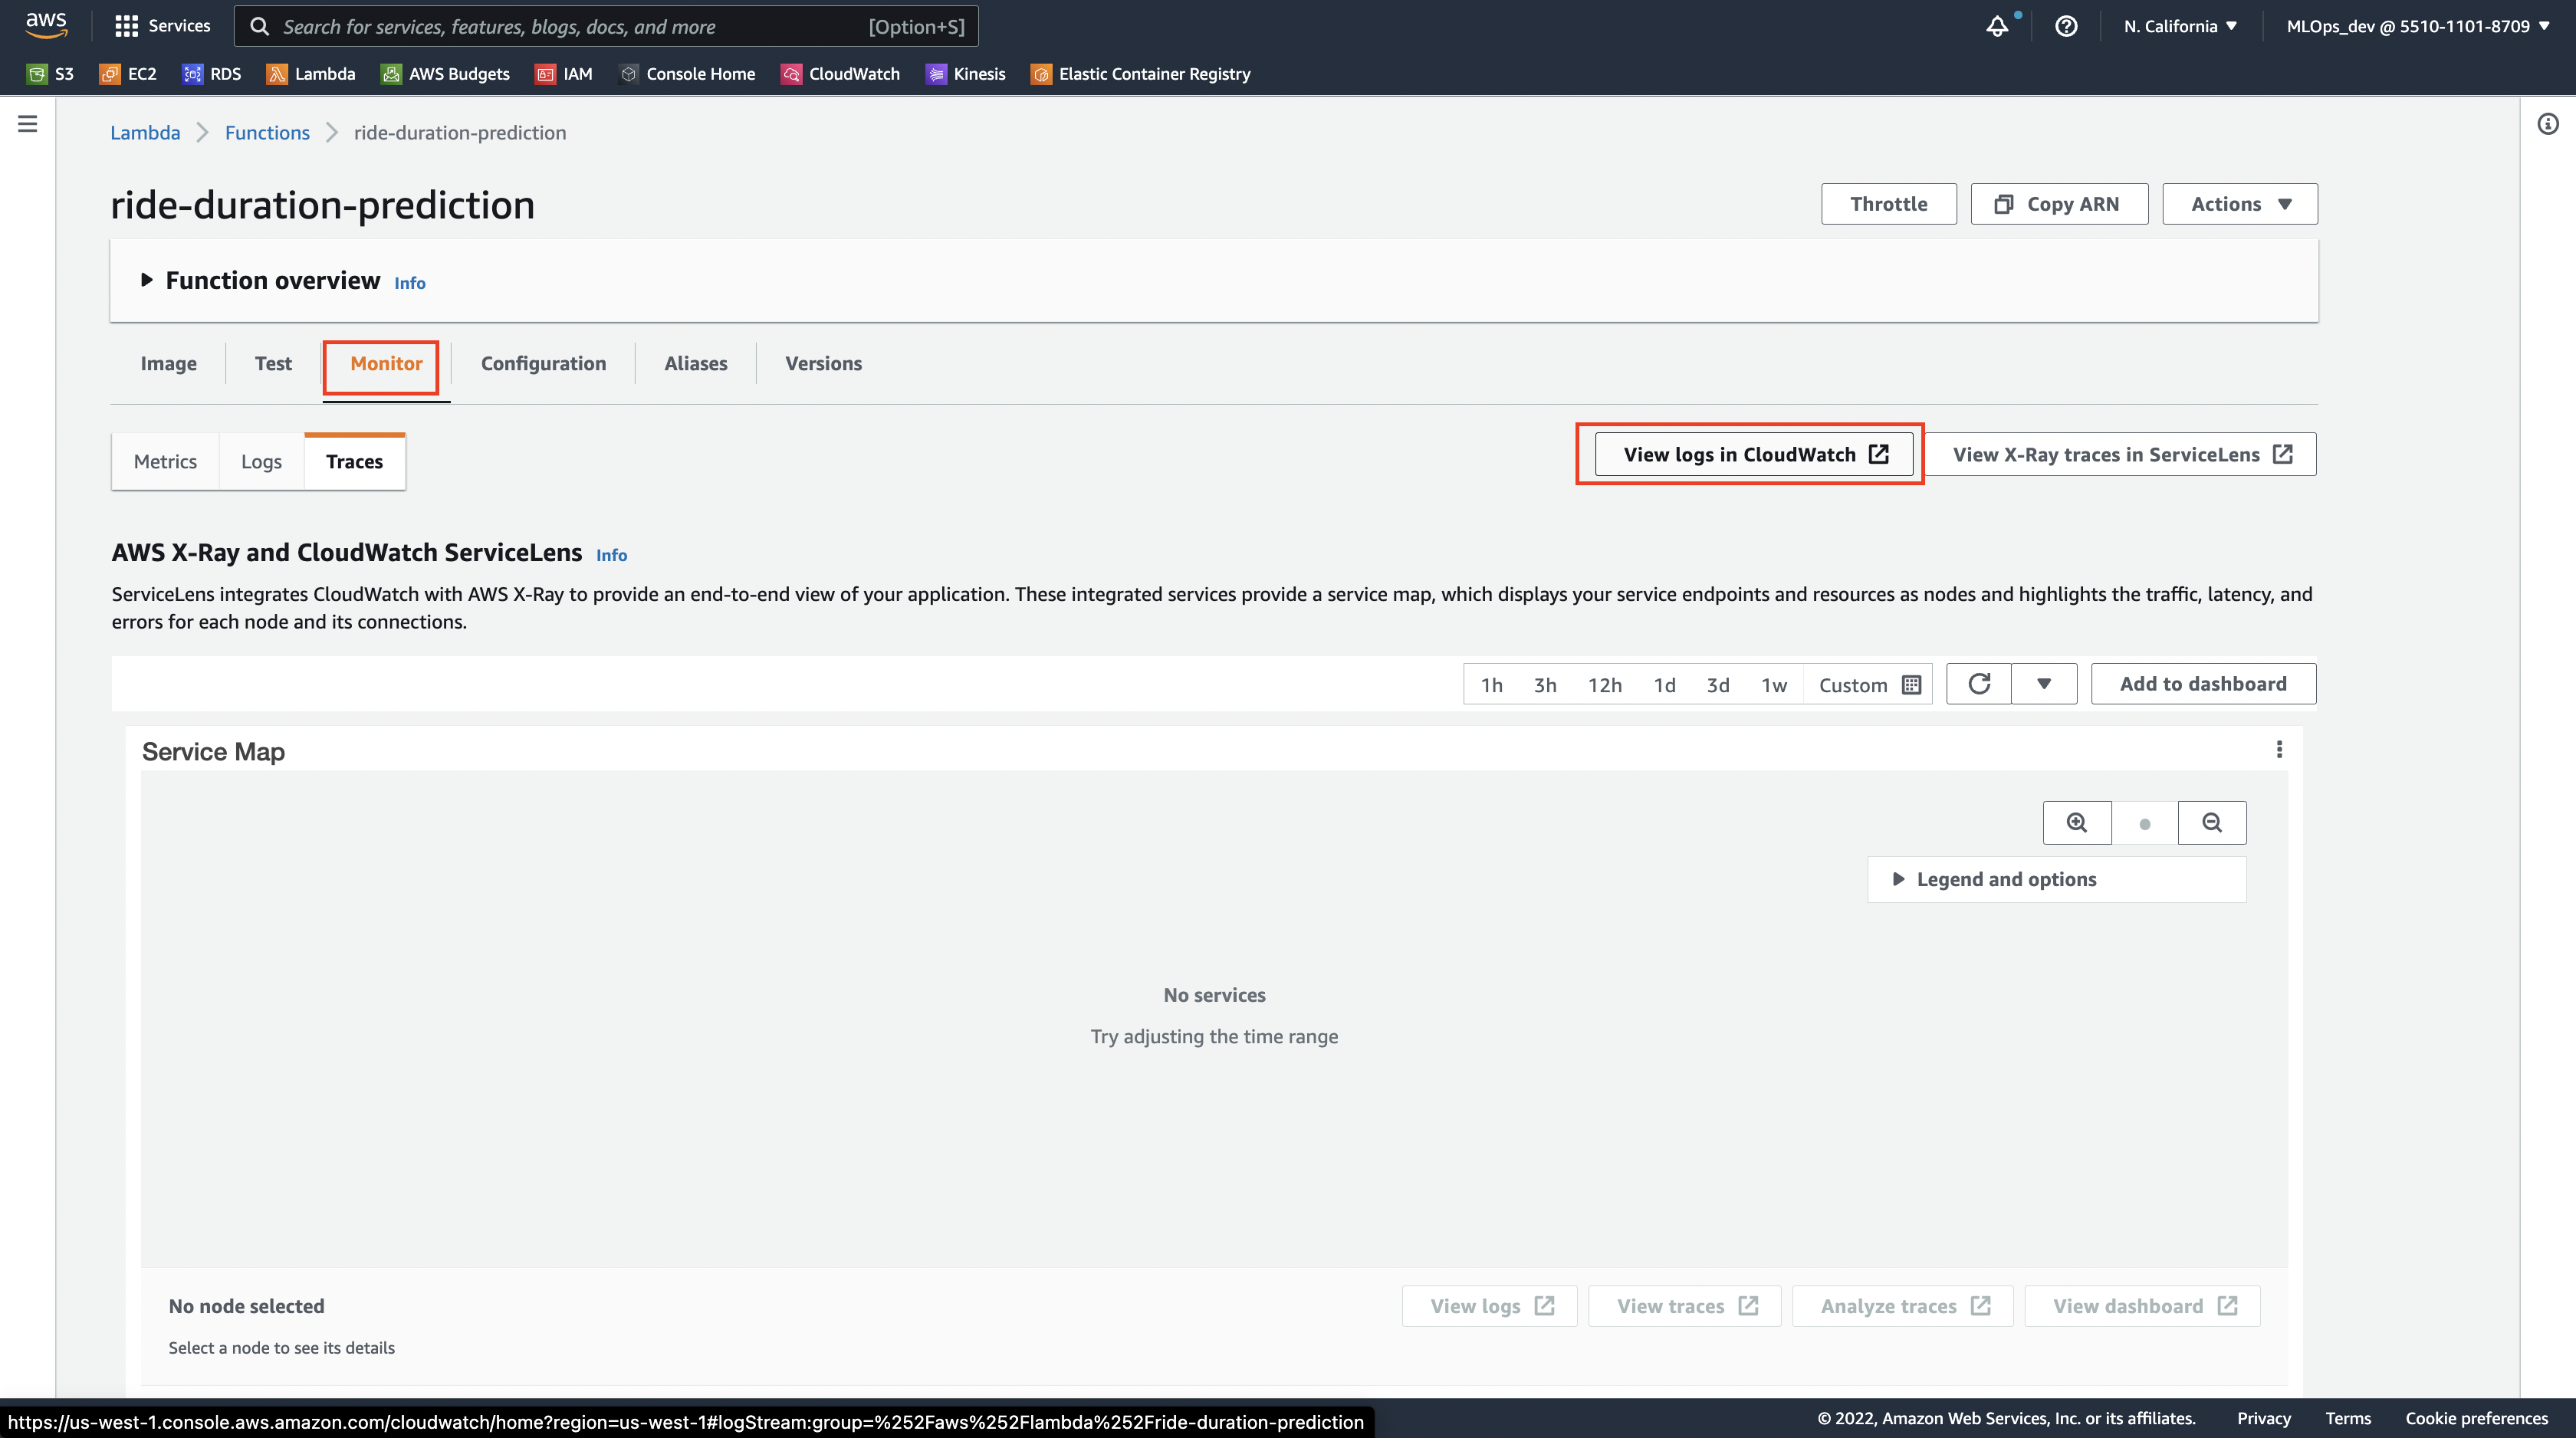 aws Services Search for services, features, blogs, docs, and more [Option+S] N. California MLOps_dev @ 5510-1101-8709
S3 EC2 RDS Lambda AWS Budgets IAM Console Home CloudWatch Kinesis Elastic Container Registry
Lambda Functions ride-duration-prediction
ride-duration-prediction Throttle Copy ARN Actions
Function overview Info
Image Test Monitor Configuration Aliases Versions
Metrics Logs Traces View logs in CloudWatch View X-Ray traces in ServiceLens
AWS X-Ray and CloudWatch ServiceLens Info
ServiceLens integrates CloudWatch with AWS X-Ray to provide an end-to-end view of your application. These integrated services provide a service map, which displays your service endpoints and resources as nodes and highlights the traffic, latency, and
errors for each node and its connections.
1h 3h 12h 1d 3d 1w Custom Add to dashboard
Service Map
Legend and options
No services
Try adjusting the time range
No node selected View logs View traces Analyze traces View dashboard
Select a node to see its details
https://us-west-1.console.aws.amazon.com/cloudwatch/home?region=us-west-1#logStream:group=%252Faws%252Flambda%252Fride-duration-prediction © 2022, Amazon Web Services, Inc. or its affiliates. Privacy Terms Cookie preferences